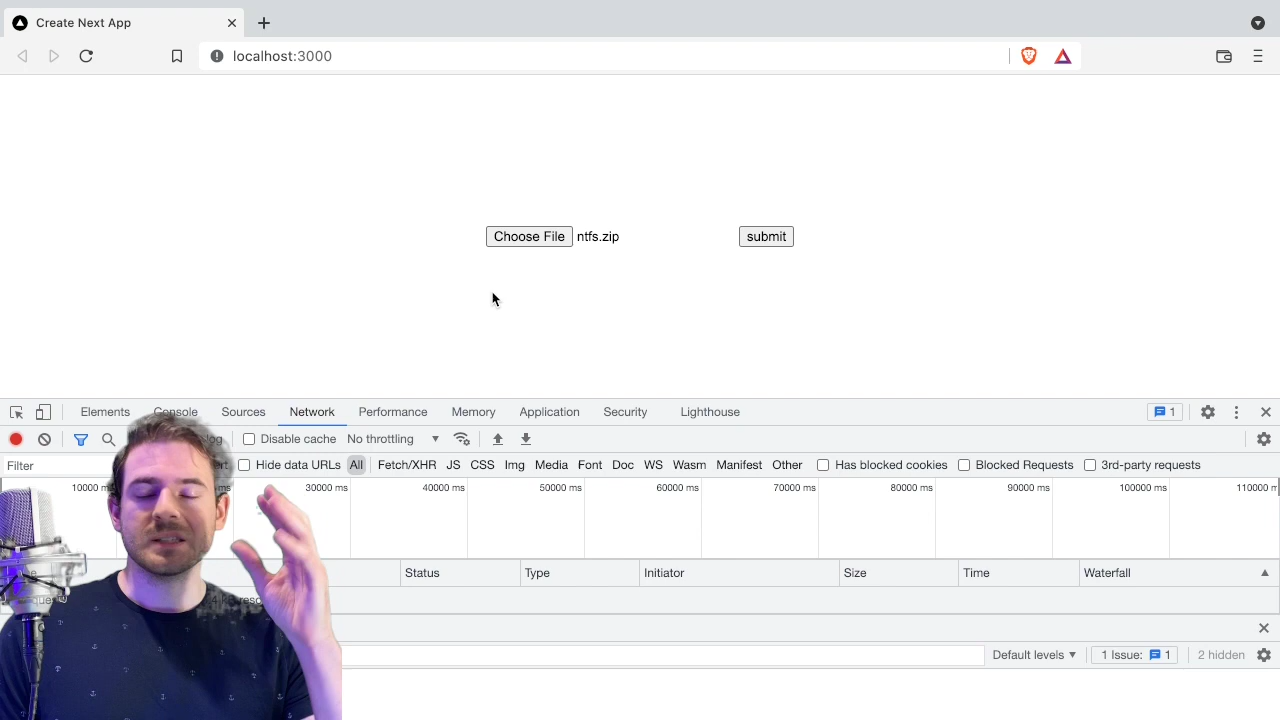 Create Next App
localhost:3000
Choose File ntfs.zip submit
Elements Console Sources Network Performance Memory Application Security Lighthouse 1
Disable cache No throttling
Filter Hide data URLs All Fetch/XHR JS CSS Img Media Font Doc WS Wasm Manifest Other Has blocked cookies Blocked Requests 3rd-party requests
10000 ms 30000 ms 40000 ms 50000 ms 60000 ms 70000 ms 80000 ms 90000 ms 100000 ms 110000
Status Type Initiator Size Time Waterfall
Default levels 1 Issue: 1 2 hidden